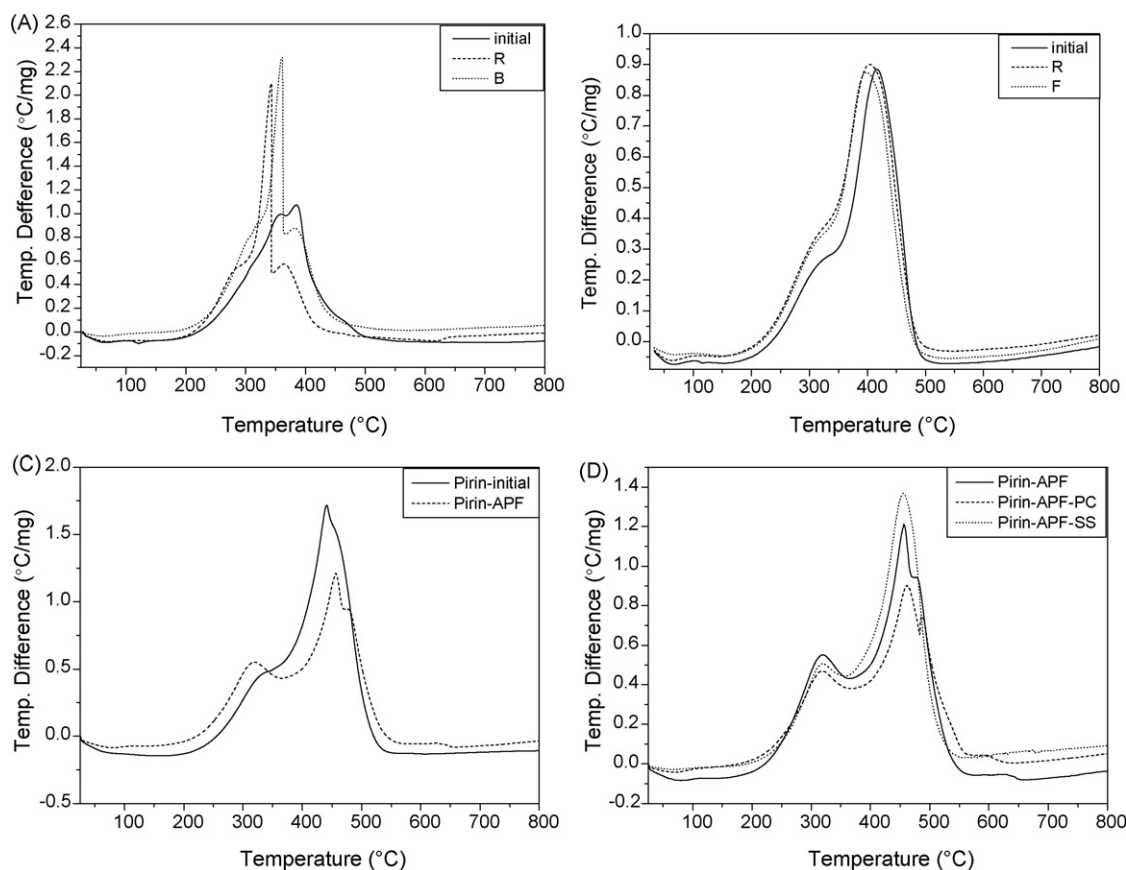 (A)
2.6
2.4
2.2
2.0
1.8
1.6
1.4
1.2
1.0
0.8
0.6
0.4
0.2
0.0
-0.2
Temp. Defference (°C/mg)
initial
R
B
100 200 300 400 500 600 700 800
Temperature (°C)
1.0
0.9
0.8
0.7
0.6
0.5
0.4
0.3
0.2
0.1
0.0
Temp. Difference (°C/mg)
initial
R
F
100 200 300 400 500 600 700 800
Temperature (°C)
(C)
2.0
1.5
1.0
0.5
0.0
-0.5
Temp. Difference (°C/mg)
Pirin-initial
Pirin-APF
100 200 300 400 500 600 700 800
Temperature (°C)
(D)
1.4
1.2
1.0
0.8
0.6
0.4
0.2
0.0
-0.2
Temp. Difference (°C/mg)
Pirin-APF
Pirin-APF-PC
Pirin-APF-SS
100 200 300 400 500 600 700 800
Temperature (°C)